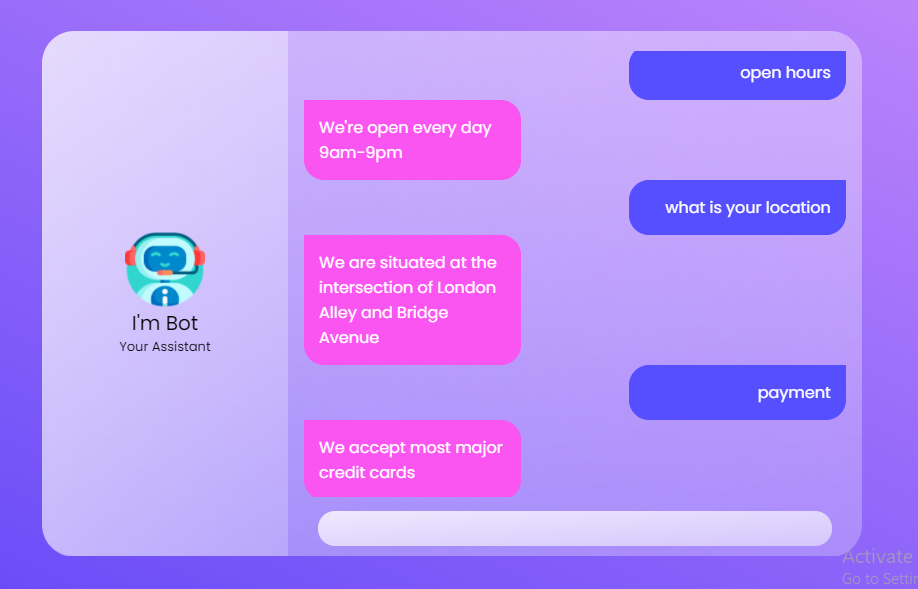 open hours
We're open every day
9am-9pm
what is your location
We are situated at the
intersection of London
Alley and Bridge
Avenue
I'm Bot
Your Assistant
payment
We accept most major
credit cards
Activate
Go to Settin